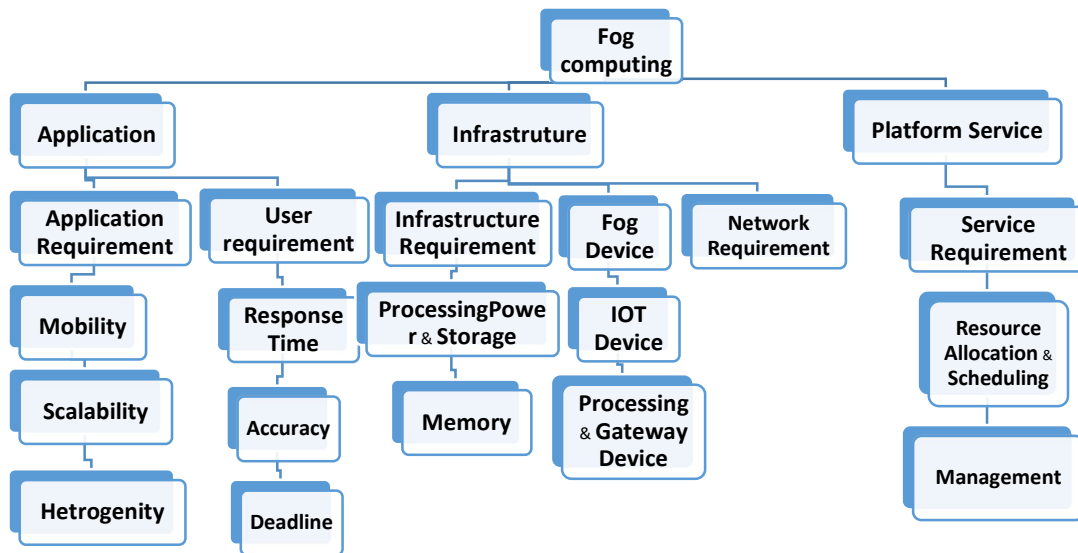 Fog
computing
Application
Infrastruture
Platform Service
Application
Requirement
User
requirement
Infrastructure
Requirement
Fog
Device
Network
Requirement
Service
Requirement
Mobility
Response
Time
ProcessingPowe
r & Storage
IOT
Device
Resource
Allocation &
Scheduling
Scalability
Accuracy
Memory
Processing
& Gateway
Device
Management
Hetrogenity
Deadline